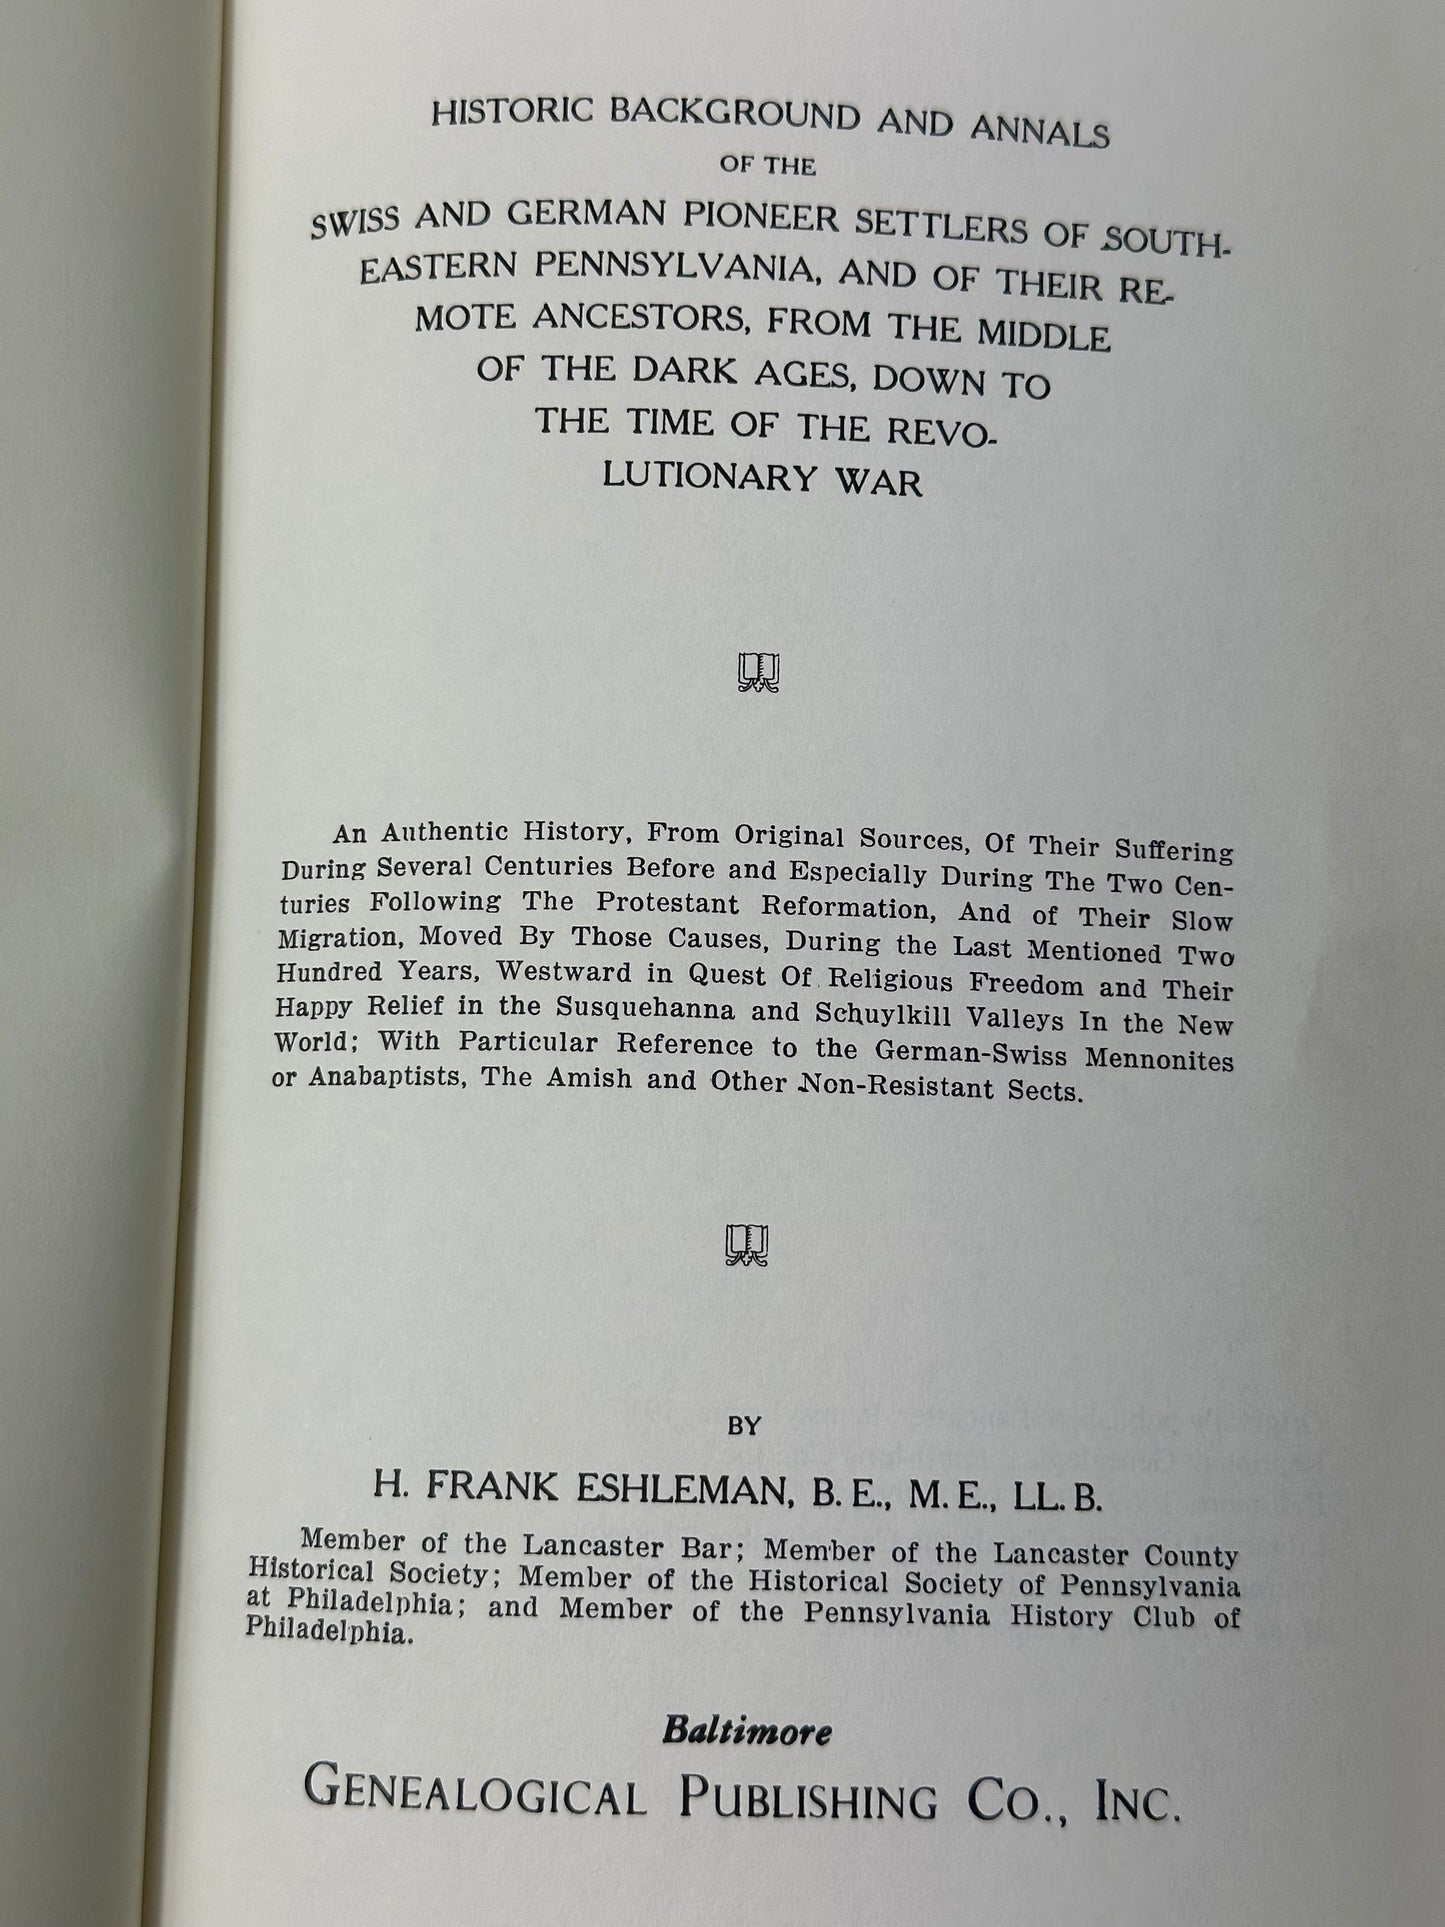 HISTORIC BACKGROUND AND ANNALS
OF THE
SWISS AND GERMAN PIONEER SETTLERS OF SOUTH-
EASTERN PENNSYLVANIA, AND OF THEIR RE-
MOTE ANCESTORS, FROM THE MIDDLE
OF THE DARK AGES, DOWN TO
THE TIME OF THE REVO-
LUTIONARY WAR
An Authentic History, From Original Sources, Of Their Suffering
During Several Centuries Before and Especially During The Two Cen-
turies Following The Protestant Reformation, And of Their Slow
Migration, Moved By Those Causes, During the Last Mentioned Two
Hundred Years, Westward in Quest Of Religious Freedom and Their
Happy Relief in the Susquehanna and Schuylkill Valleys In the New
World; With Particular Reference to the German-Swiss Mennonites
or Anabaptists, The Amish and Other Non-Resistant Sects.
BY
H. FRANK ESHLEMAN, B. E., M. E., LL. B.
Member of the Lancaster Bar; Member of the Lancaster County
Historical Society; Member of the Historical Society of Pennsylvania
at Philadelphia; and Member of the Pennsylvania History Club of
Philadelphia.
Baltimore
GENEALOGICAL PUBLISHING CO., INC.